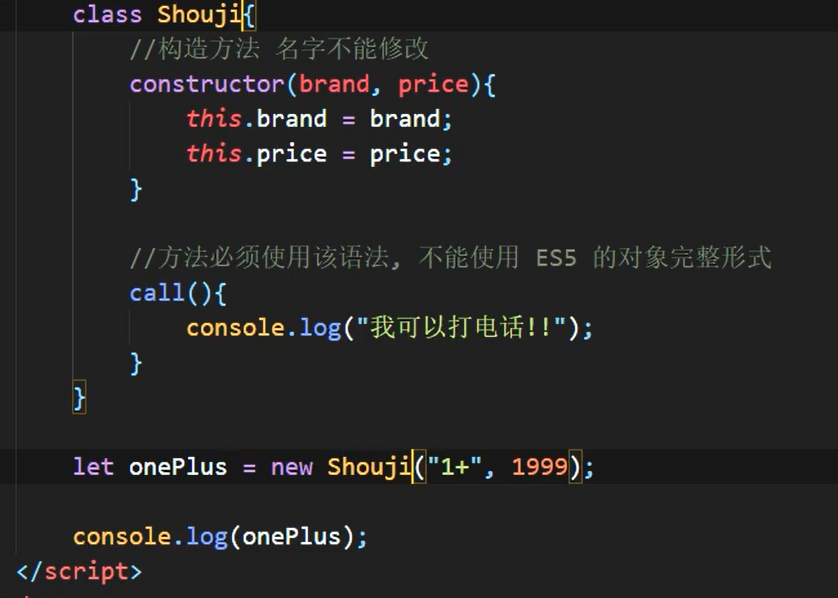 class Shouji{
//构造方法 名字不能修改
constructor(brand, price){
this.brand = brand;
this.price = price;
}
//方法必须使用该语法, 不能使用 ES5 的对象完整形式
call(){
console.log("我可以打电话!!");
}
}
let onePlus = new Shouji("1+", 1999);
console.log(onePlus);
</script>